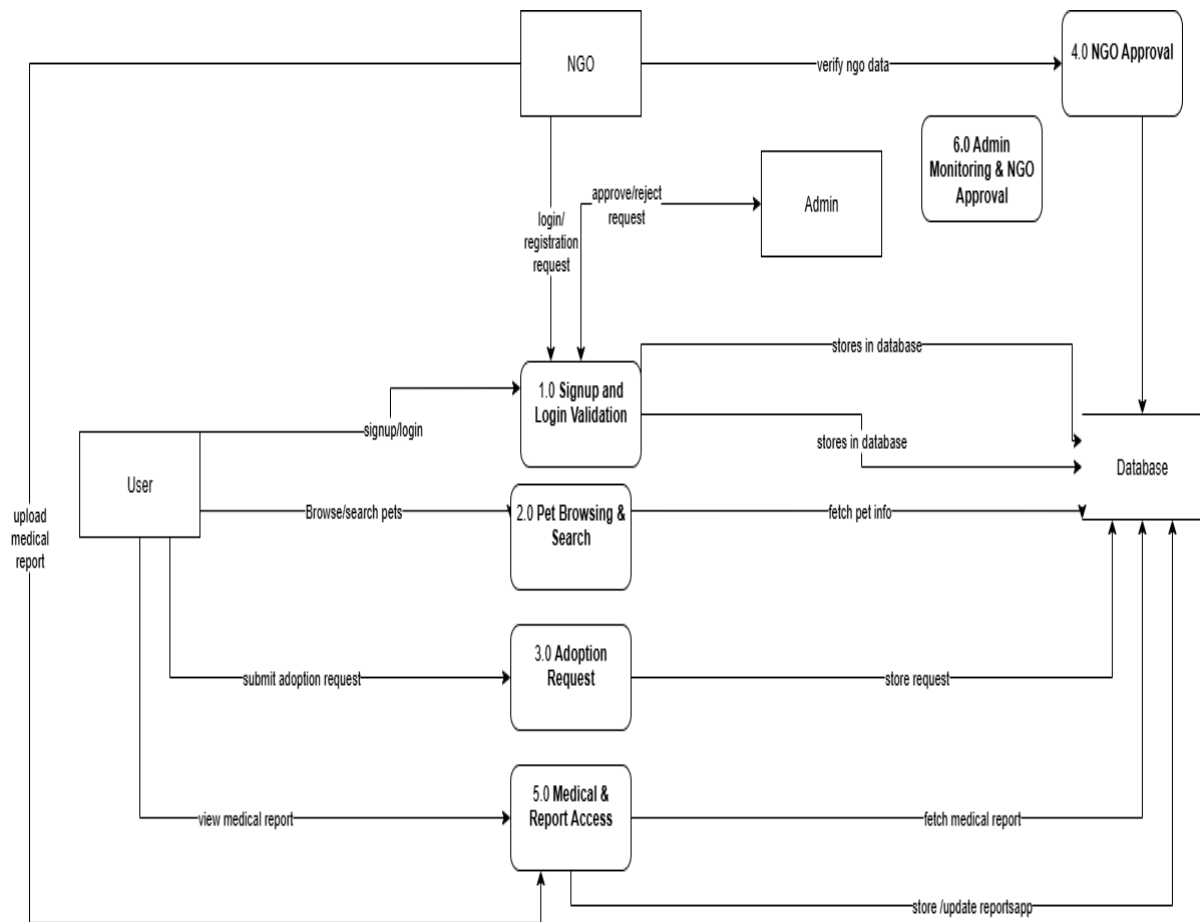 NGO
verify ngo data
4.0 NGO Approval
6.0 Admin
Monitoring & NGO
Approval
approve/reject
request
Admin
login/
registration
request
stores in database
1.0 Signup and
Login Validation
signup/login
stores in database
User
Database
upload
medical
report
Browse/search pets
2.0 Pet Browsing &
Search
fetch pet info
3.0 Adoption
Request
submit adoption request
store request
5.0 Medical &
Report Access
view medical report
fetch medical report
store /update reportsapp